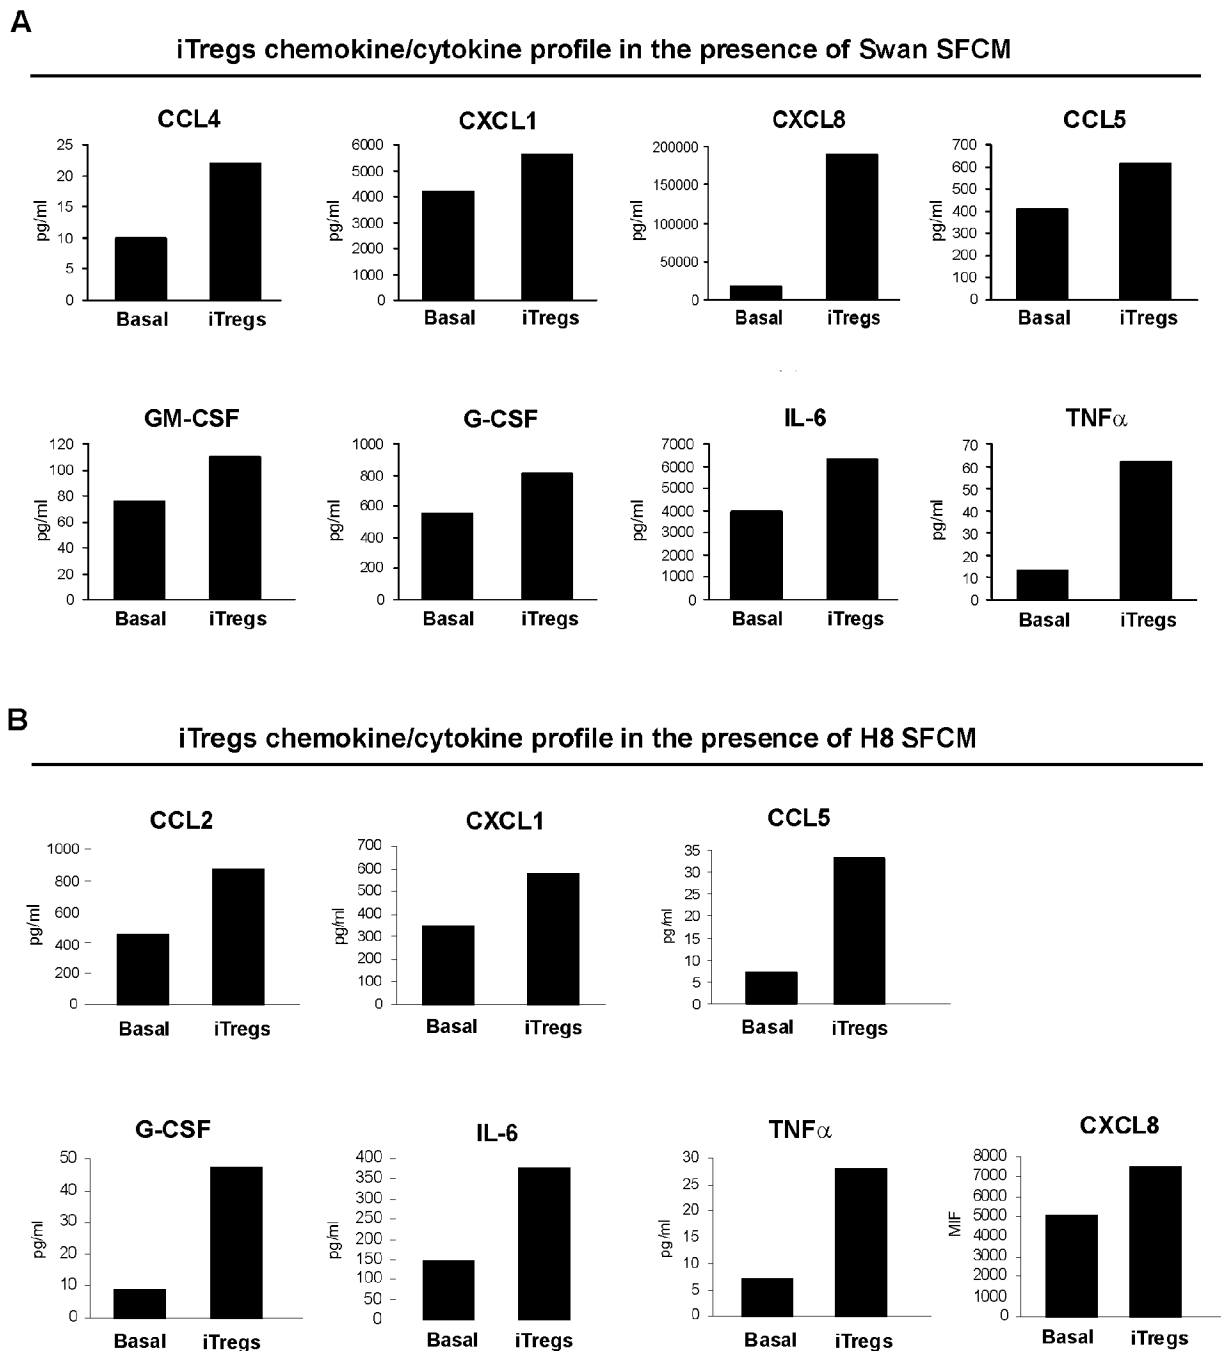 A
iTregs chemokine/cytokine profile in the presence of Swan SFCM
CCL4
pg/ml
25
20
15
10
5
0
Basal iTregs
CXCL1
pg/ml
6000
5000
4000
3000
2000
1000
0
Basal iTregs
CXCL8
pg/ml
200000
150000
100000
50000
0
Basal iTregs
CCL5
pg/ml
700
600
500
400
300
200
100
0
Basal iTregs
GM-CSF
pg/ml
120
100
80
60
40
20
0
Basal iTregs
G-CSF
pg/ml
1000
800
600
400
200
0
Basal iTregs
IL-6
pg/ml
7000
6000
5000
4000
3000
2000
1000
0
Basal iTregs
TNFα
pg/ml
70
60
50
40
30
20
10
0
Basal iTregs
B
iTregs chemokine/cytokine profile in the presence of H8 SFCM
CCL2
pg/ml
1000
800
600
400
200
0
Basal iTregs
CXCL1
pg/ml
700
600
500
400
300
200
100
0
Basal iTregs
CCL5
pg/ml
35
30
25
20
15
10
5
0
Basal iTregs
G-CSF
pg/ml
50
40
30
20
10
0
Basal iTregs
IL-6
pg/ml
400
350
300
250
200
150
100
50
0
Basal iTregs
TNFα
pg/ml
30
25
20
15
10
5
0
Basal iTregs
CXCL8
MIF
8000
7000
6000
5000
4000
3000
2000
1000
0
Basal iTregs